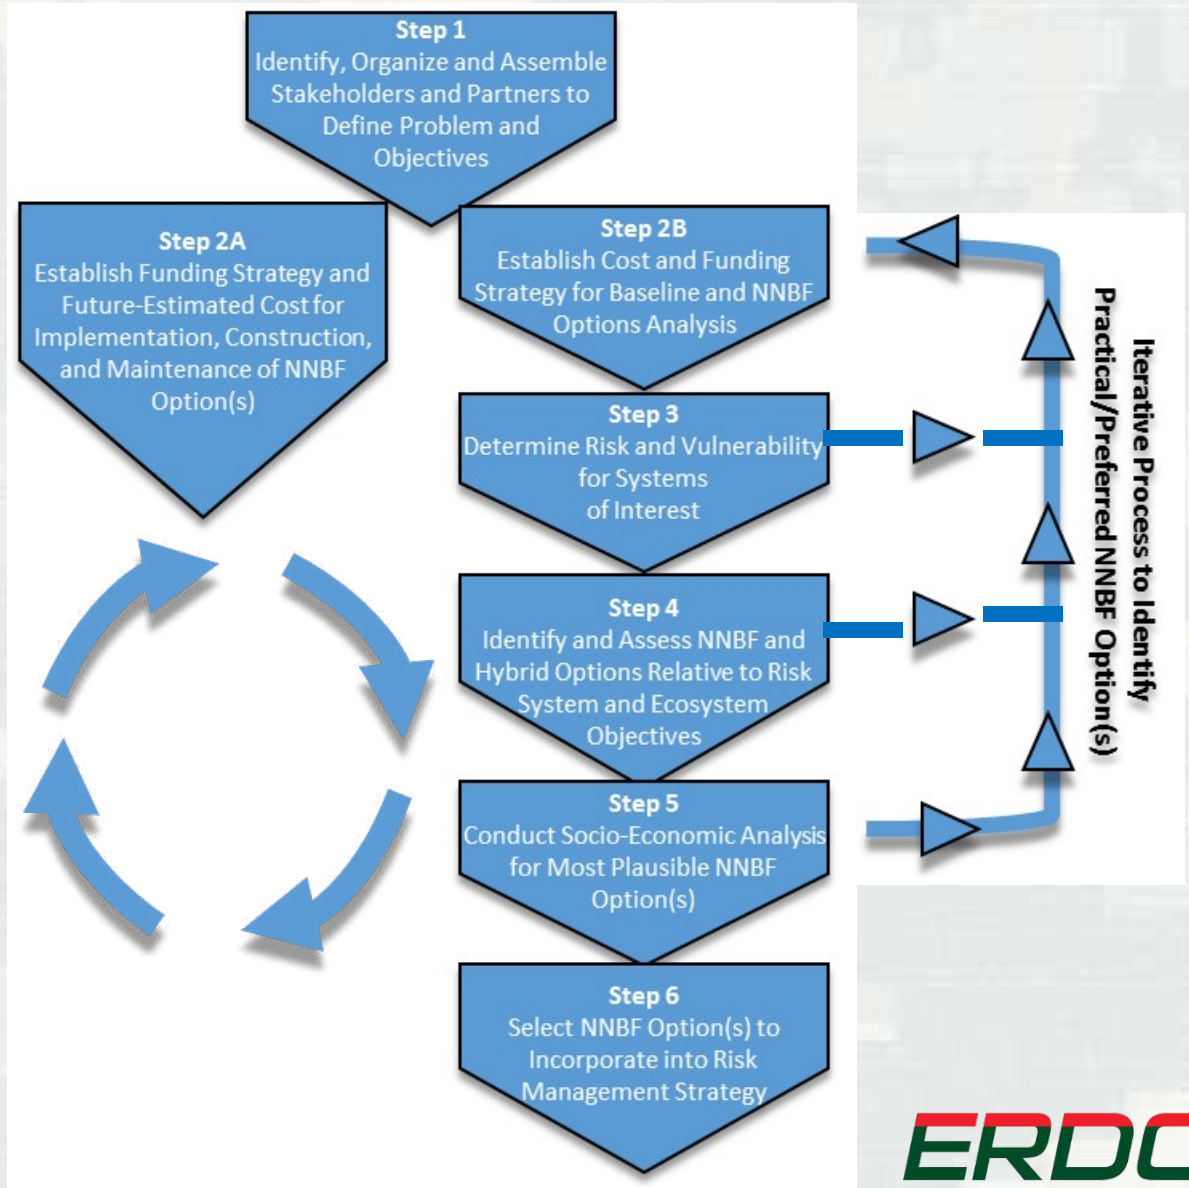 Step 1
Identify, Organize and Assemble
Stakeholders and Partners to
Define Problem and
Objectives
Step 2A
Establish Funding Strategy and
Future-Estimated Cost for
Implementation, Construction,
and Maintenance of NNBF
Option(s)
Step 2B
Establish Cost and Funding
Strategy for Baseline and NNBF
Options Analysis
Step 3
Determine Risk and Vulnerability
for Systems
of Interest
Step 4
Identify and Assess NNBF and
Hybrid Options Relative to Risk
System and Ecosystem
Objectives
Step 5
Conduct Socio-Economic Analysis
for Most Plausible NNBF
Option(s)
Step 6
Select NNBF Option(s) to
Incorporate into Risk
Management Strategy
Iterative Process to Identify
Practical/Preferred NNBF Option(s)
ERDC